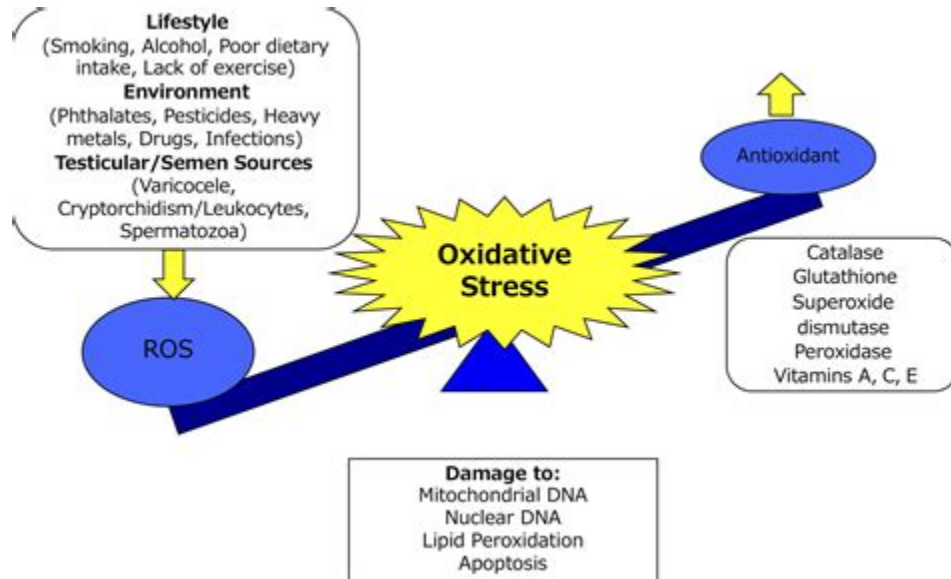 Lifestyle
(Smoking, Alcohol, Poor dietary
intake, Lack of exercise)
Environment
(Phthalates, Pesticides, Heavy
metals, Drugs, Infections)
Testicular/Semen Sources
(Varicocele,
Cryptorchidism/Leukocytes,
Spermatozoa)
Antioxidant
Oxidative
Stress
ROS
Catalase
Glutathione
Superoxide
dismutase
Peroxidase
Vitamins A, C, E
Damage to:
Mitochondrial DNA
Nuclear DNA
Lipid Peroxidation
Apoptosis